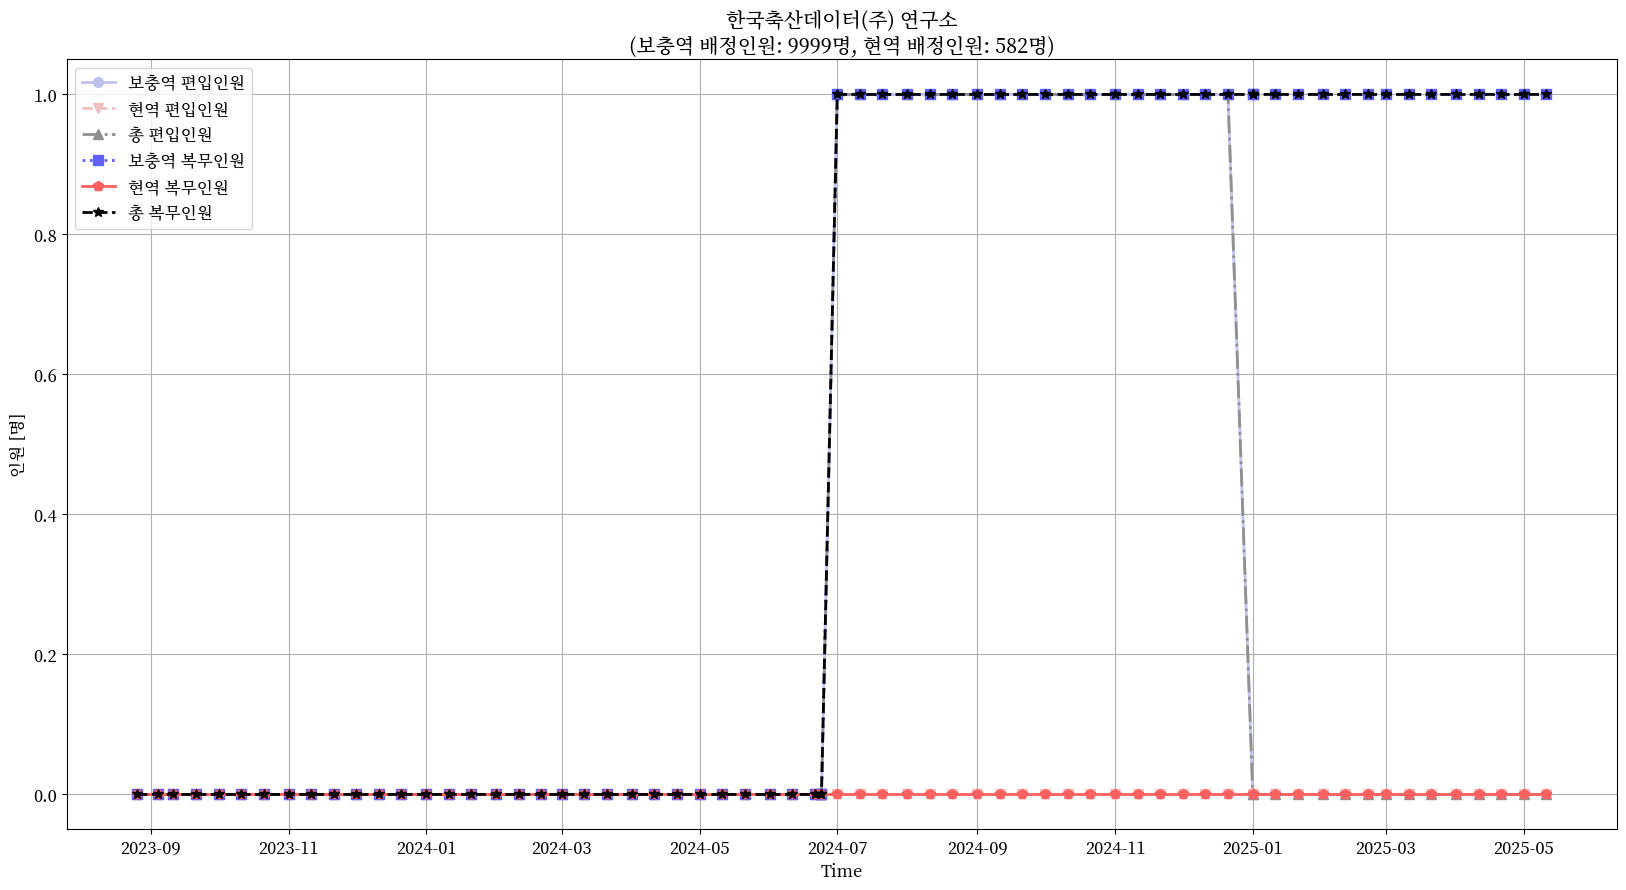 한국축산데이터(주) 연구소
(보충역 배정인원: 9999명, 현역 배정인원: 582명)
보충역 편입인원
현역 편입인원
총 편입인원
보충역 복무인원
현역 복무인원
총 복무인원
1.0
0.8
0.6
0.4
0.2
0.0
인원 [명]
2023-09 2023-11 2024-01 2024-03 2024-05 2024-07 2024-09 2024-11 2025-01 2025-03 2025-05
Time